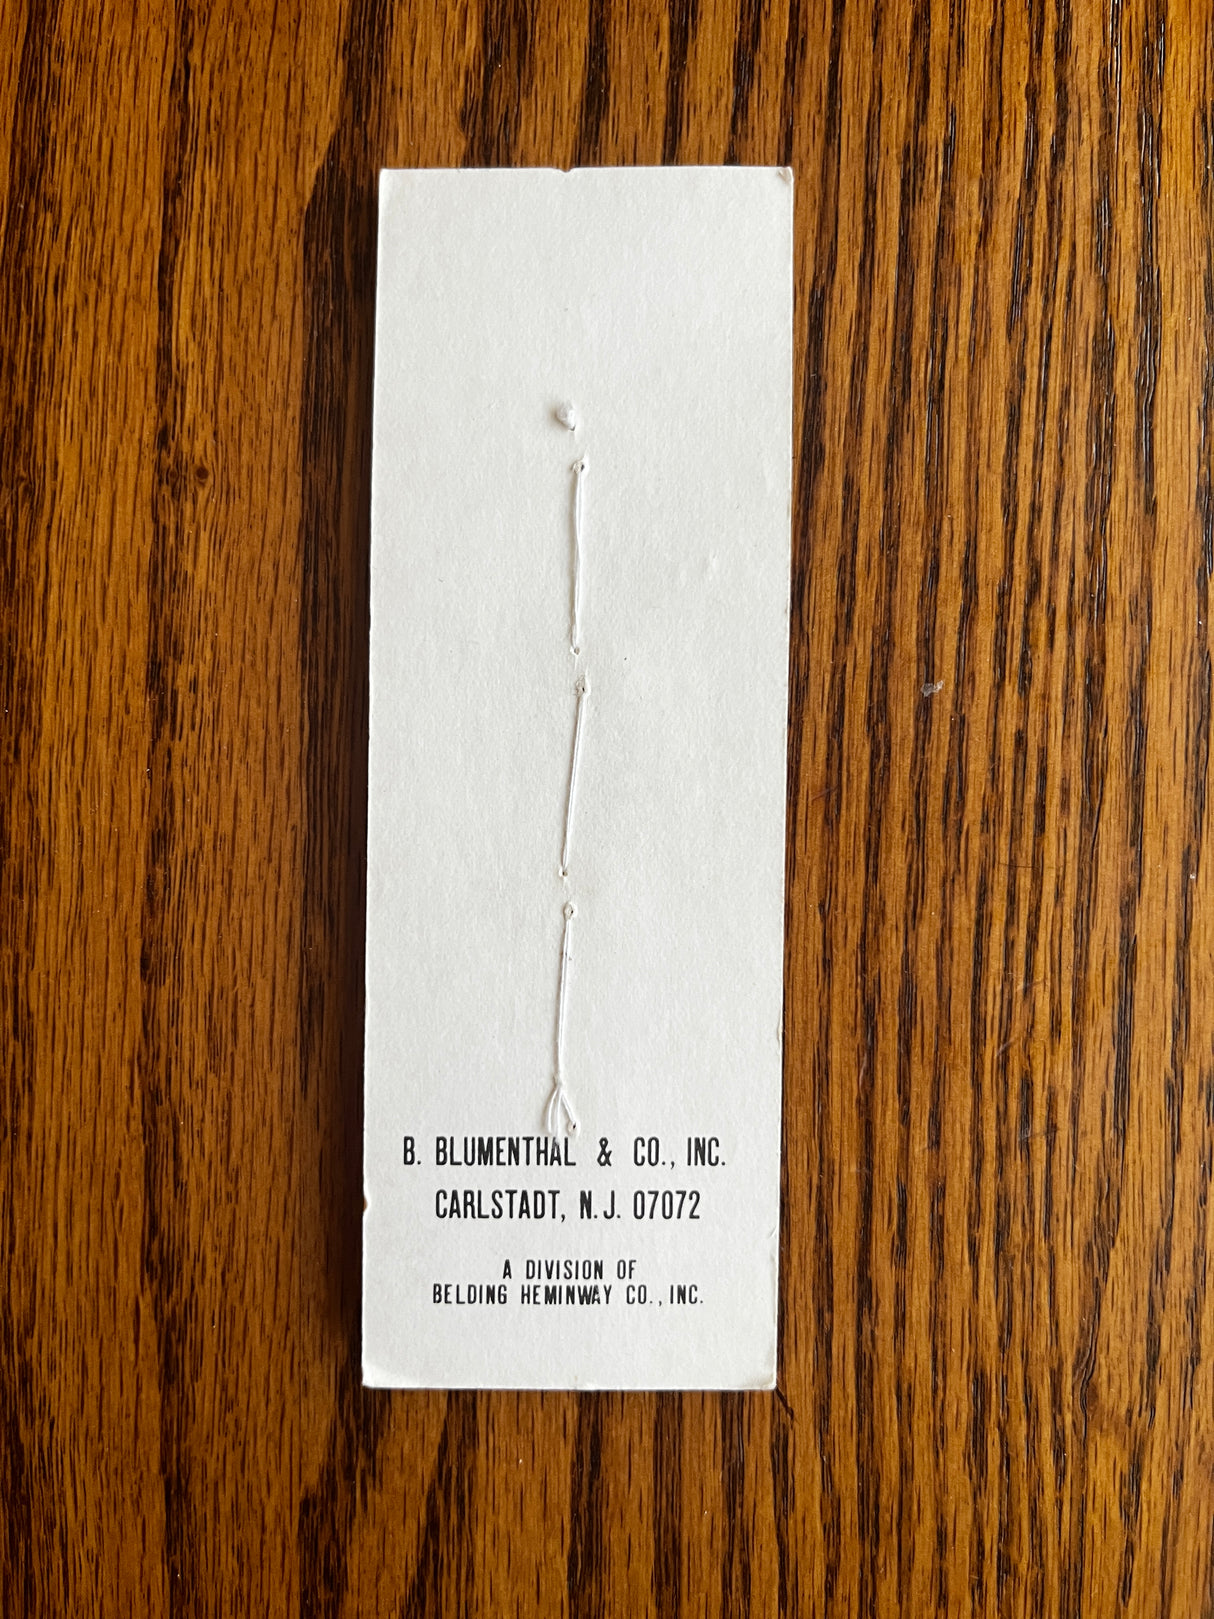 B. BLUMENTHAL & CO., INC.
CARLSTADT, N.J. 07072
A DIVISION OF
BELDING HEMINWAY CO., INC.